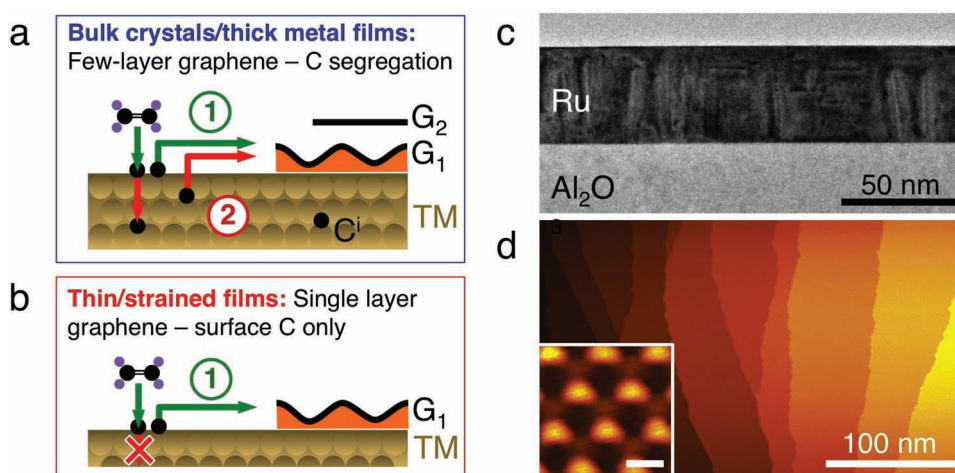 a
Bulk crystals/thick metal films:
Few-layer graphene – C segregation
1
G2
G1
2
TM
Ci
b
Thin/strained films: Single layer
graphene – surface C only
1
G1
TM
c
Ru
Al2O
50 nm
3
d
100 nm